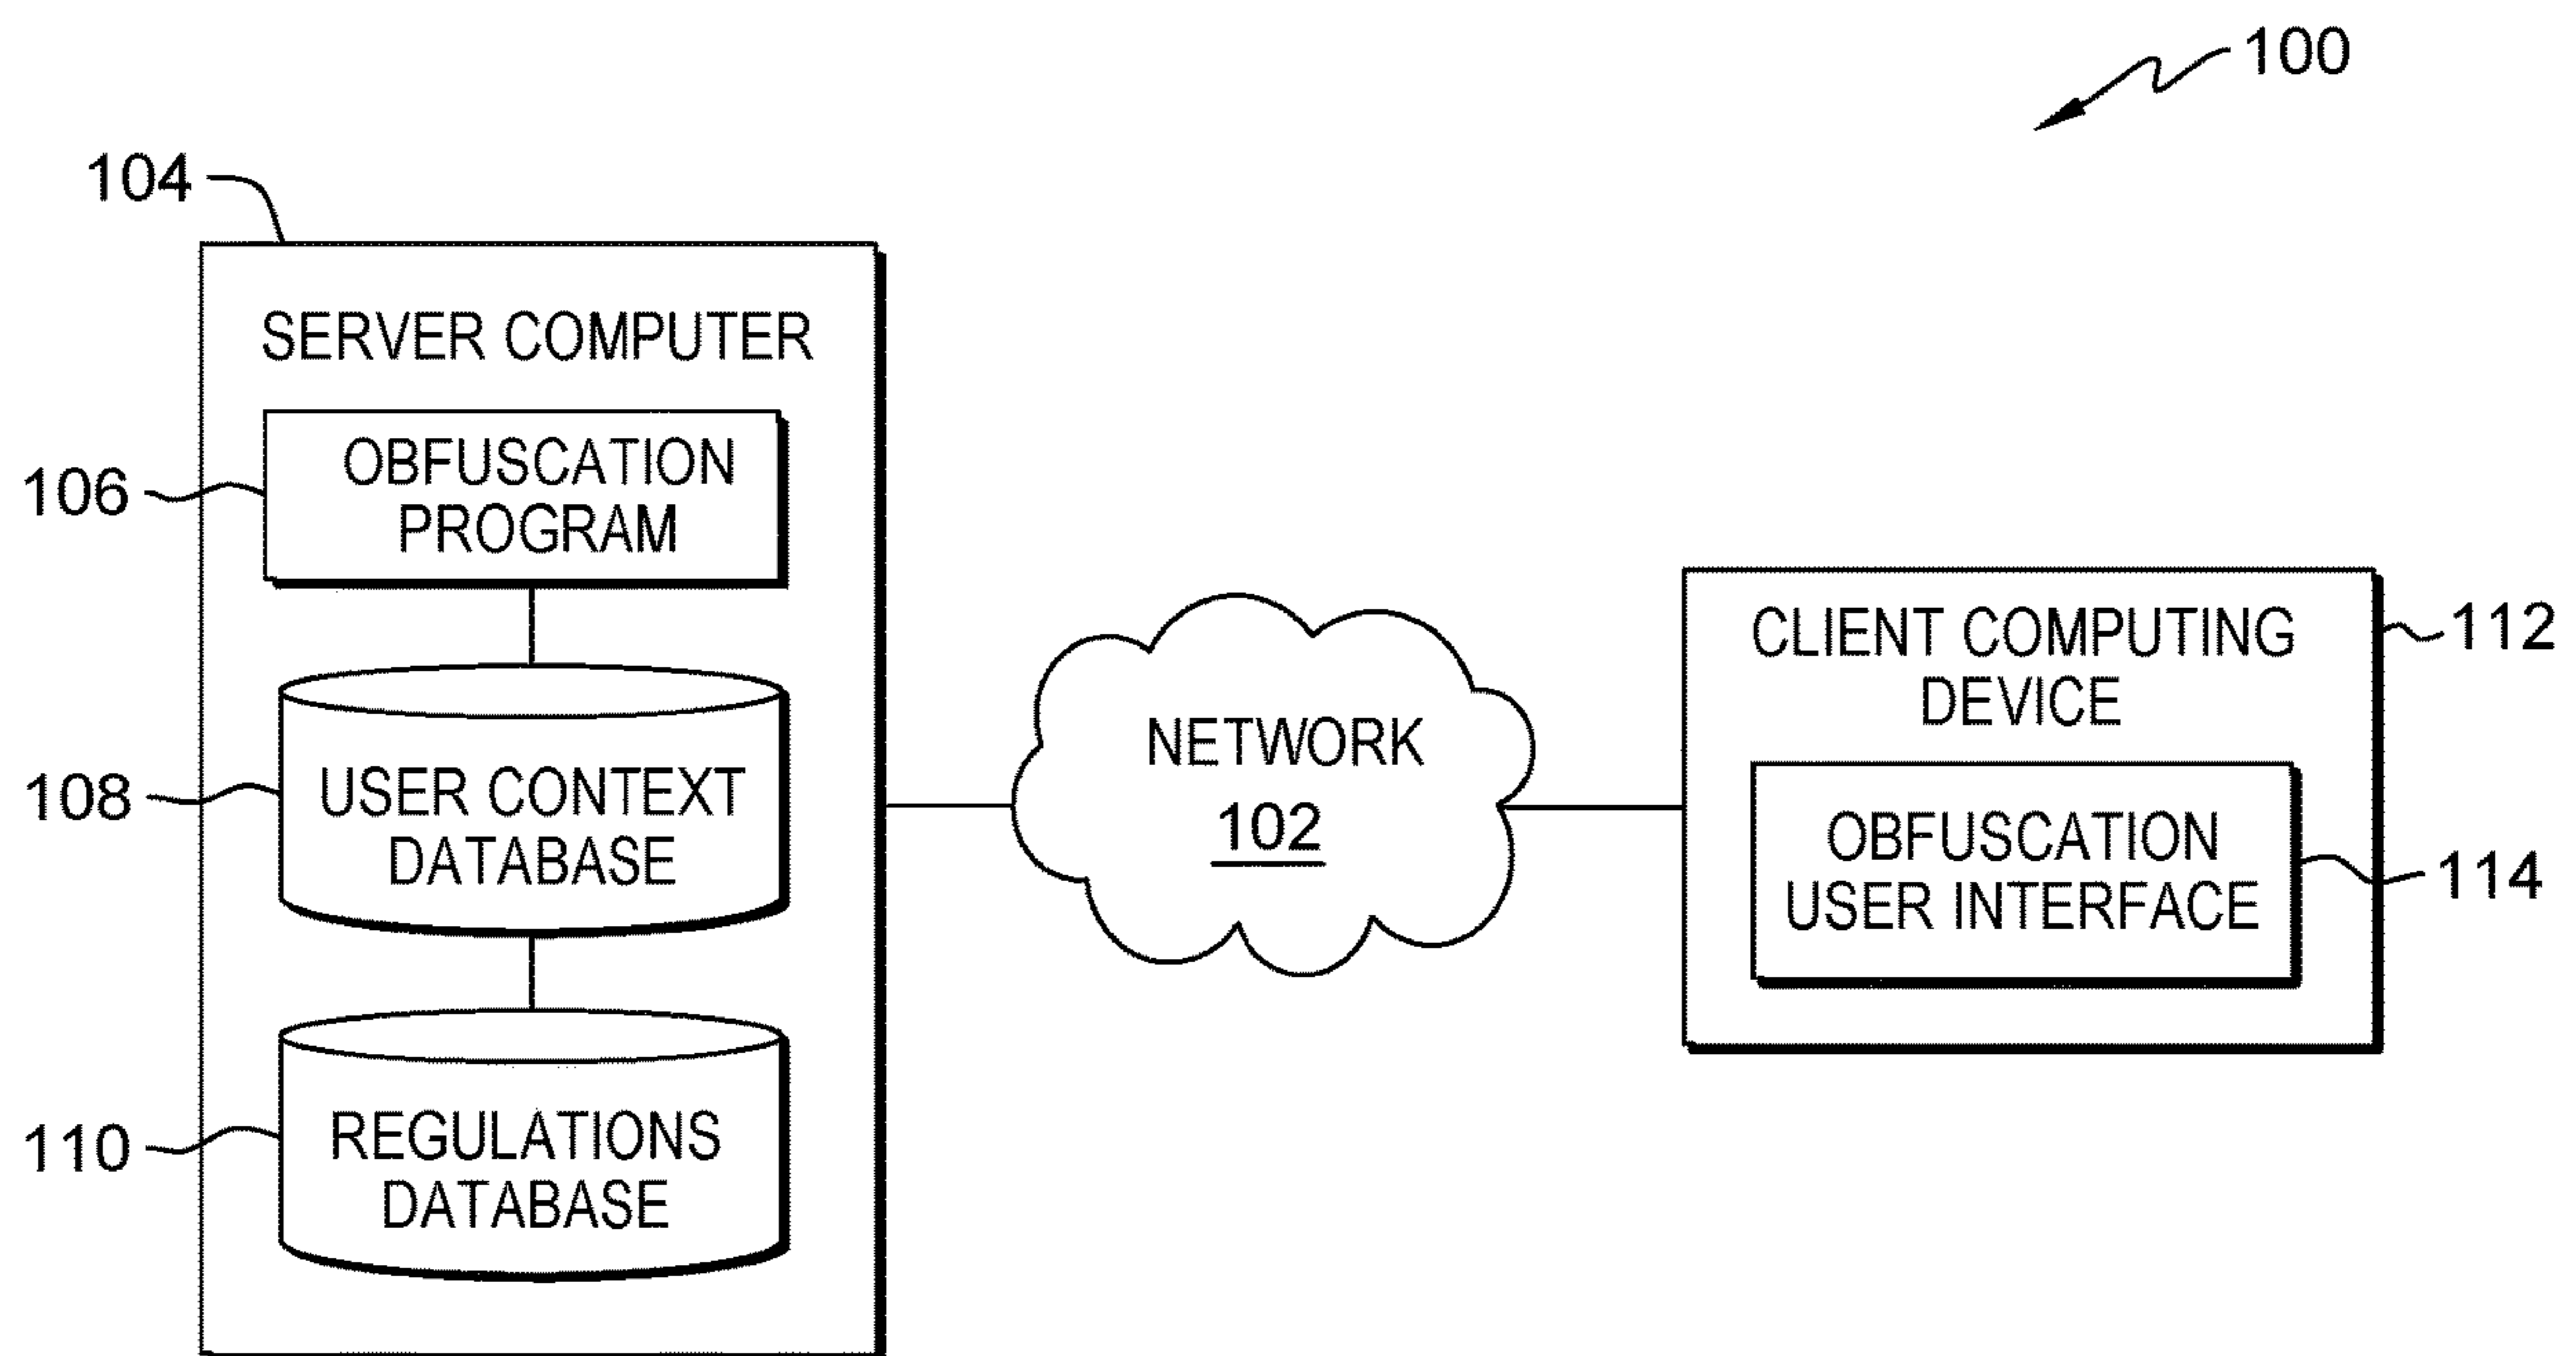 100
104
SERVER COMPUTER
106
OBFUSCATION
PROGRAM
108
USER CONTEXT
DATABASE
110
REGULATIONS
DATABASE
NETWORK
102
CLIENT COMPUTING
DEVICE
112
OBFUSCATION
USER INTERFACE
114